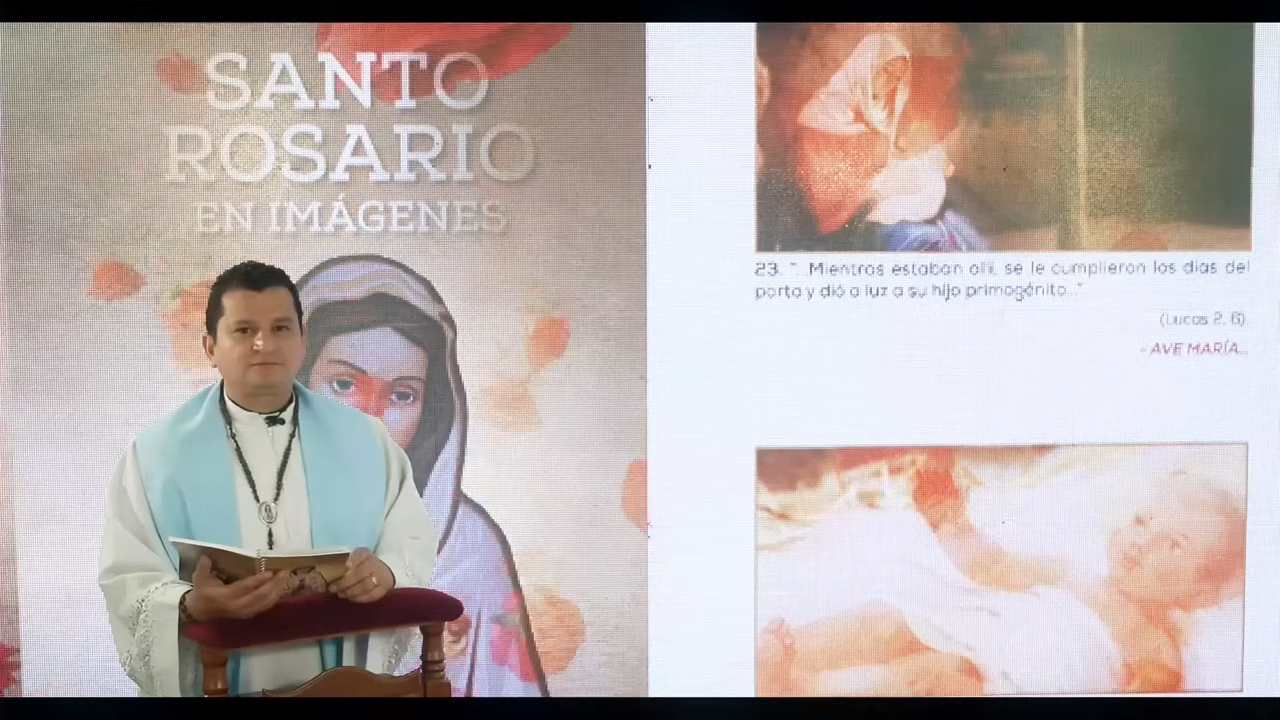 SANTO
ROSARIO
EN IMÁGENES
23. "...Mientras estaban allí, se le cumplieron los días del
parto y dió a luz a su hijo primogénito..."
(Lucas 2, 6)
- AVE MARÍA...